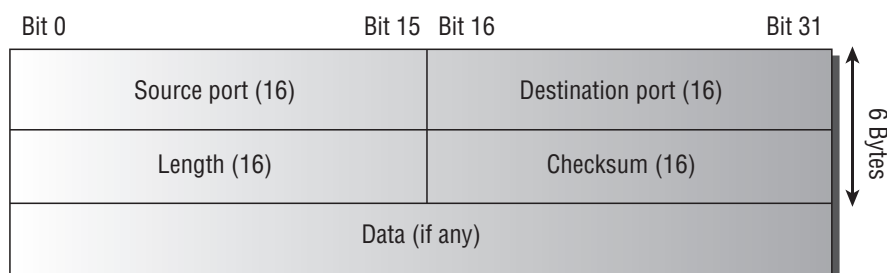 Bit 0 Bit 15 Bit 16 Bit 31
Source port (16) Destination port (16)
Length (16) Checksum (16)
6 Bytes
Data (if any)